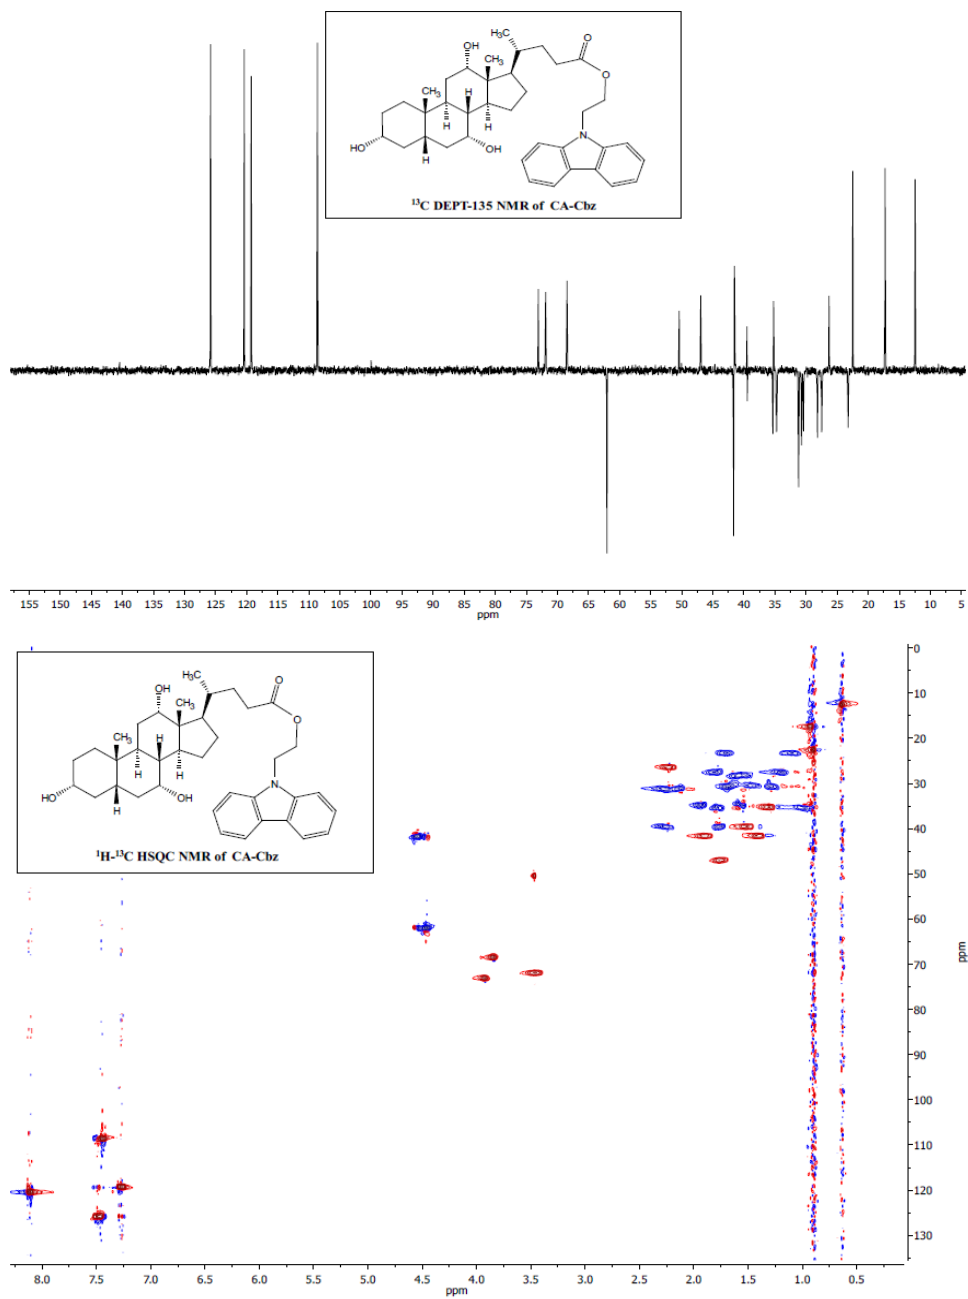 H₃C
O
OH
CH₃
O
CH₃
H
H
H
N
HO
OH
H
¹³C DEPT-135 NMR of CA-Cbz
155 150 145 140 135 130 125 120 115 110 105 100 95 90 85 80 75 70 65 60 55 50 45 40 35 30 25 20 15 10 5
ppm
H₃C
O
OH
CH₃
O
CH₃
H
H
H
N
HO
OH
H
¹H-¹³C HSQC NMR of CA-Cbz
0
10
20
30
40
50
60
70
80
90
100
110
120
130
ppm
8.0 7.5 7.0 6.5 6.0 5.5 5.0 4.5 4.0 3.5 3.0 2.5 2.0 1.5 1.0 0.5
ppm